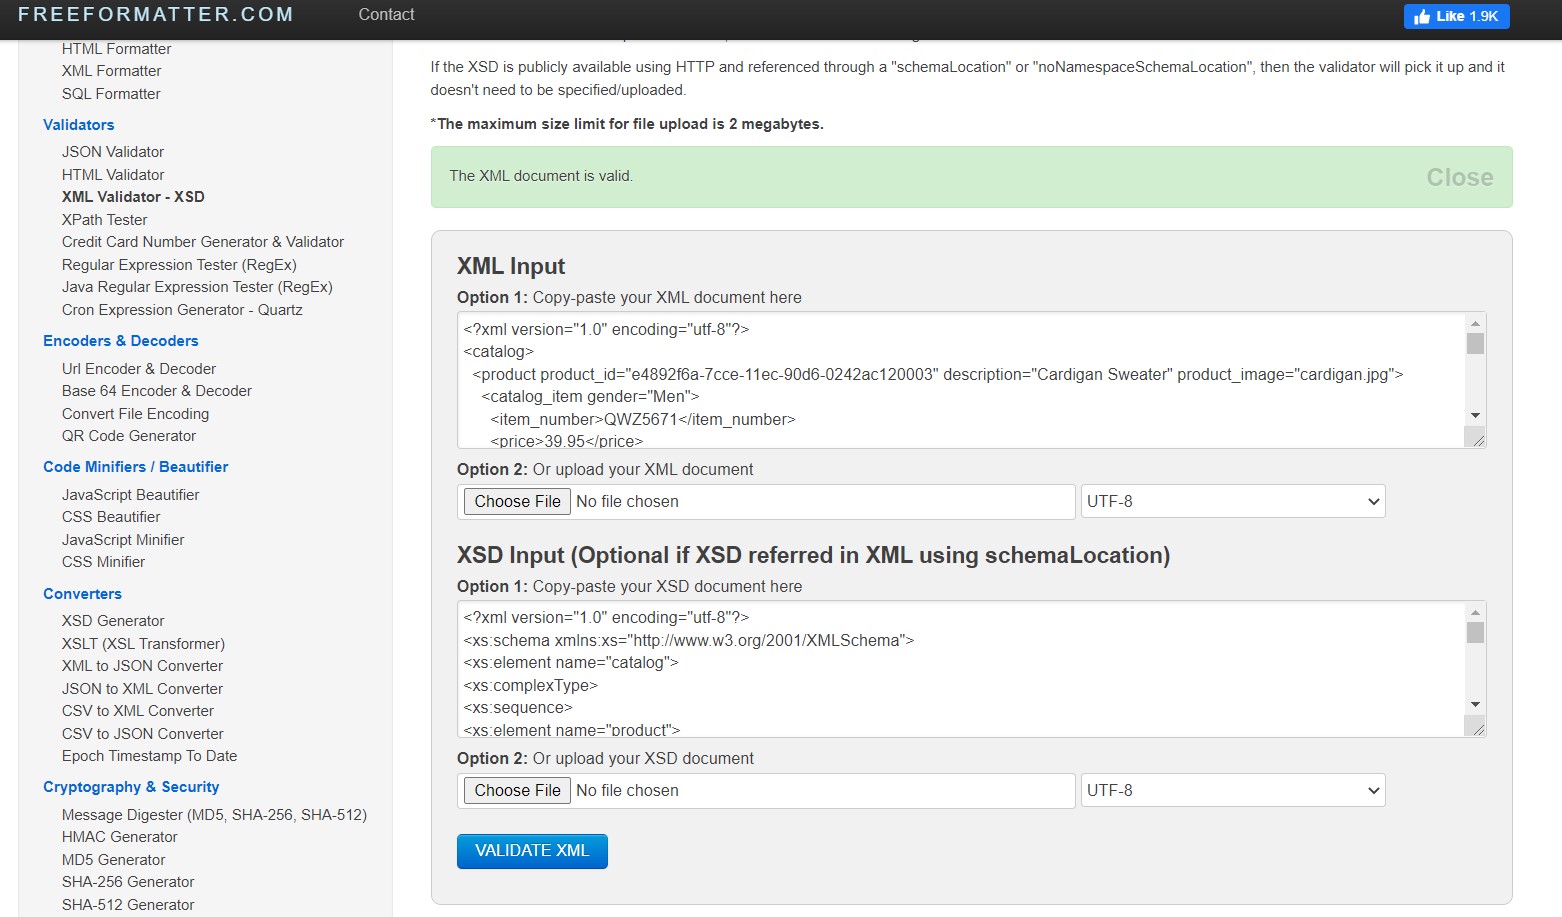 FREEFORMATTER.COM
Contact
Like 1.9K
HTML Formatter
XML Formatter
SQL Formatter
Validators
JSON Validator
HTML Validator
XML Validator - XSD
XPath Tester
Credit Card Number Generator & Validator
Regular Expression Tester (RegEx)
Java Regular Expression Tester (RegEx)
Cron Expression Generator - Quartz
Encoders & Decoders
Url Encoder & Decoder
Base 64 Encoder & Decoder
Convert File Encoding
QR Code Generator
Code Minifiers / Beautifier
JavaScript Beautifier
CSS Beautifier
JavaScript Minifier
CSS Minifier
Converters
XSD Generator
XSLT (XSL Transformer)
XML to JSON Converter
JSON to XML Converter
CSV to XML Converter
CSV to JSON Converter
Epoch Timestamp To Date
Cryptography & Security
Message Digester (MD5, SHA-256, SHA-512)
HMAC Generator
MD5 Generator
SHA-256 Generator
SHA-512 Generator
If the XSD is publicly available using HTTP and referenced through a "schemaLocation" or "noNamespaceSchemaLocation", then the validator will pick it up and it
doesn't need to be specified/uploaded.
*The maximum size limit for file upload is 2 megabytes.
The XML document is valid.
Close
XML Input
Option 1: Copy-paste your XML document here
<?xml version="1.0" encoding="utf-8"?>
<catalog>
<product product_id="e4892f6a-7cce-11ec-90d6-0242ac120003" description="Cardigan Sweater" product_image="cardigan.jpg">
<catalog_item gender="Men">
<item_number>QWZ5671</item_number>
<price>39.95</price>
Option 2: Or upload your XML document
Choose File No file chosen
UTF-8
XSD Input (Optional if XSD referred in XML using schemaLocation)
Option 1: Copy-paste your XSD document here
<?xml version="1.0" encoding="utf-8"?>
<xs:schema xmlns:xs="http://www.w3.org/2001/XMLSchema">
<xs:element name="catalog">
<xs:complexType>
<xs:sequence>
<xs:element name="product">
Option 2: Or upload your XSD document
Choose File No file chosen
UTF-8
VALIDATE XML